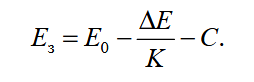 E₃ = E₀ − ΔE/K − C.